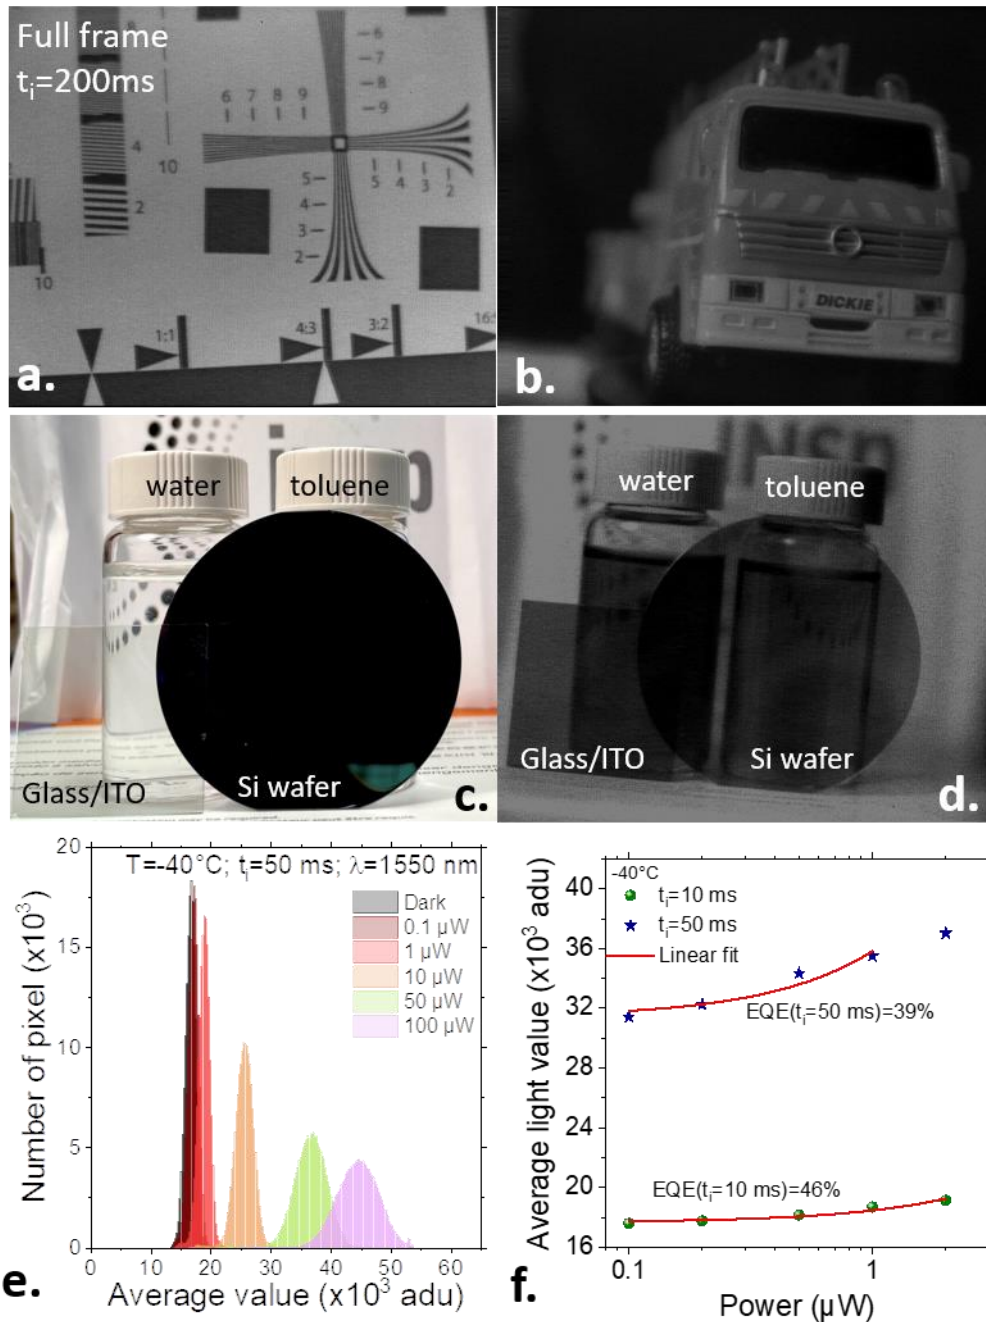 Full frame
tᵢ=200ms
8
6
7
8
9
6 7 8 9
4
10
5 4 3 2
5
4
3
2
2
10
1:1
4:3
3:2
16:
a.
DICKIE
b.
water
toluene
Glass/ITO
Si wafer
c.
INSP
water
toluene
Glass/ITO
Si wafer
d.
T=-40°C; tᵢ=50 ms; λ=1550 nm
Dark
0.1 µW
1 µW
10 µW
50 µW
100 µW
Number of pixel (x10³)
20
15
10
5
0
0 10 20 30 40 50 60
Average value (x10³ adu)
e.
-40°C
tᵢ=10 ms
tᵢ=50 ms
Linear fit
EQE(tᵢ=50 ms)=39%
EQE(tᵢ=10 ms)=46%
Average light value (x10³ adu)
40
36
32
28
24
20
16
0.1 1
Power (µW)
f.